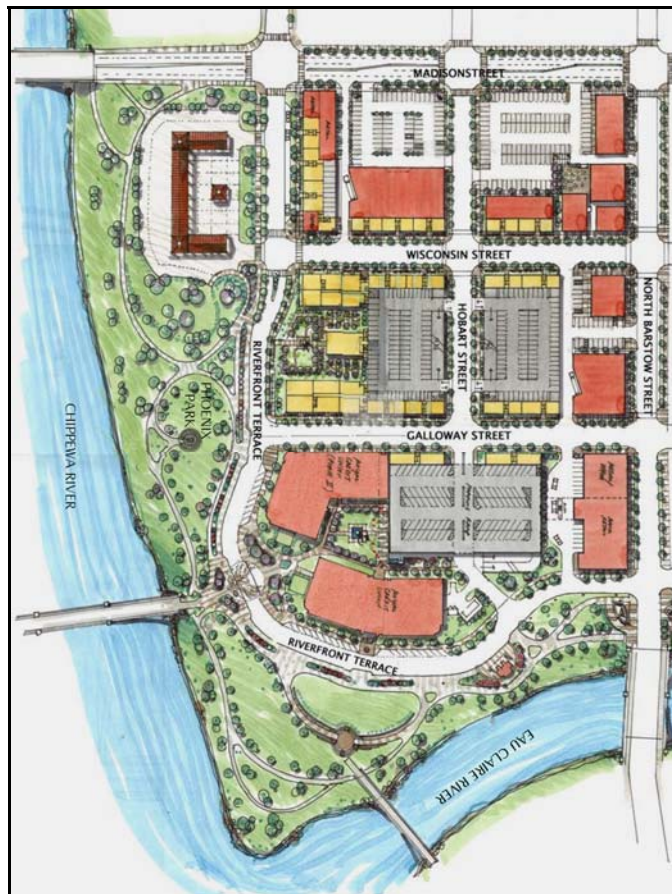 MADISONSTREET
WISCONSIN STREET
HOBART STREET
NORTH BARSTOW STREET
RIVERFRONT TERRACE
PHOENIX
PARK
GALLOWAY STREET
CHIPPEWA RIVER
RIVERFRONT TERRACE
EAU CLAIRE RIVER